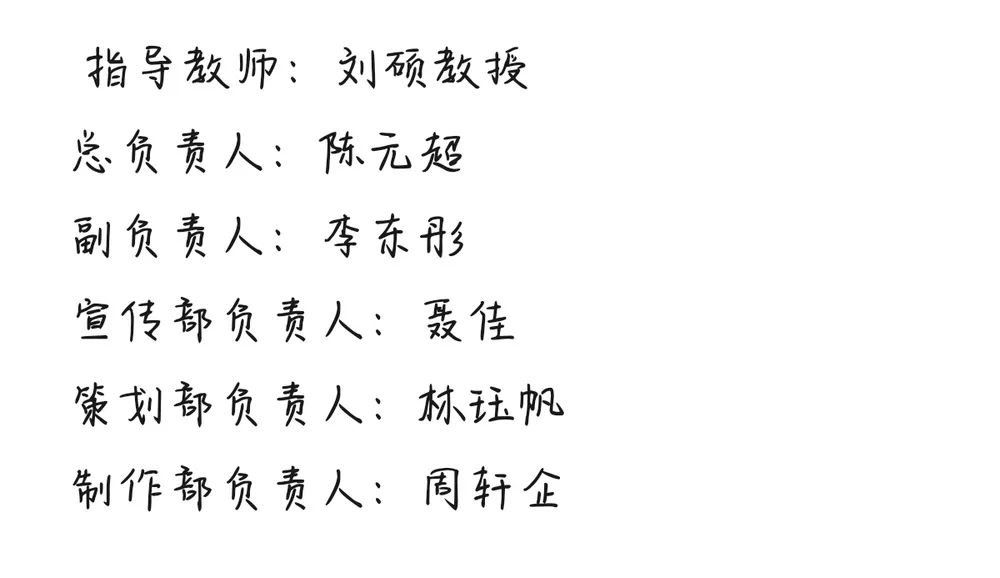 指导教师：刘硕教授
总负责人：陈元超
副负责人：李东彤
宣传部负责人：聂佳
策划部负责人：林珏帆
制作部负责人：周轩企